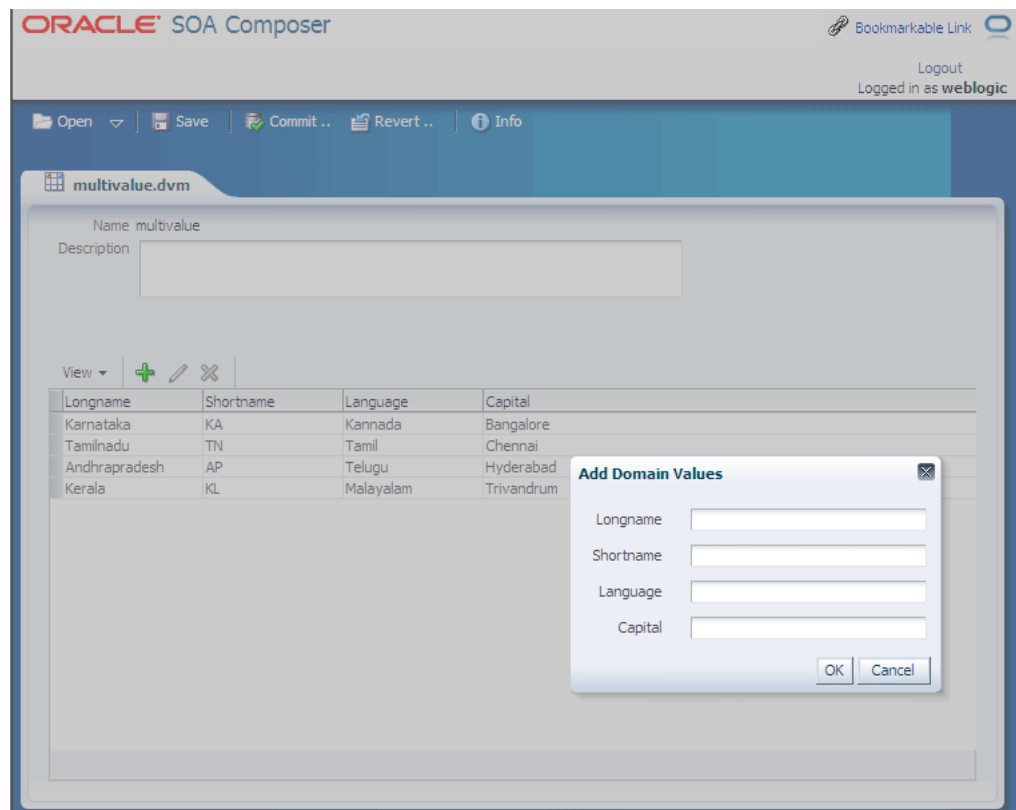 ORACLE SOA Composer
Bookmarkable Link
Logout
Logged in as weblogic
Open Save Commit .. Revert .. Info
multivalue.dvm
Name multivalue
Description
View
Longname Shortname Language Capital
Karnataka KA Kannada Bangalore
Tamilnadu TN Tamil Chennai
Andhrapradesh AP Telugu Hyderabad
Kerala KL Malayalam Trivandrum
Add Domain Values
Longname
Shortname
Language
Capital
OK Cancel